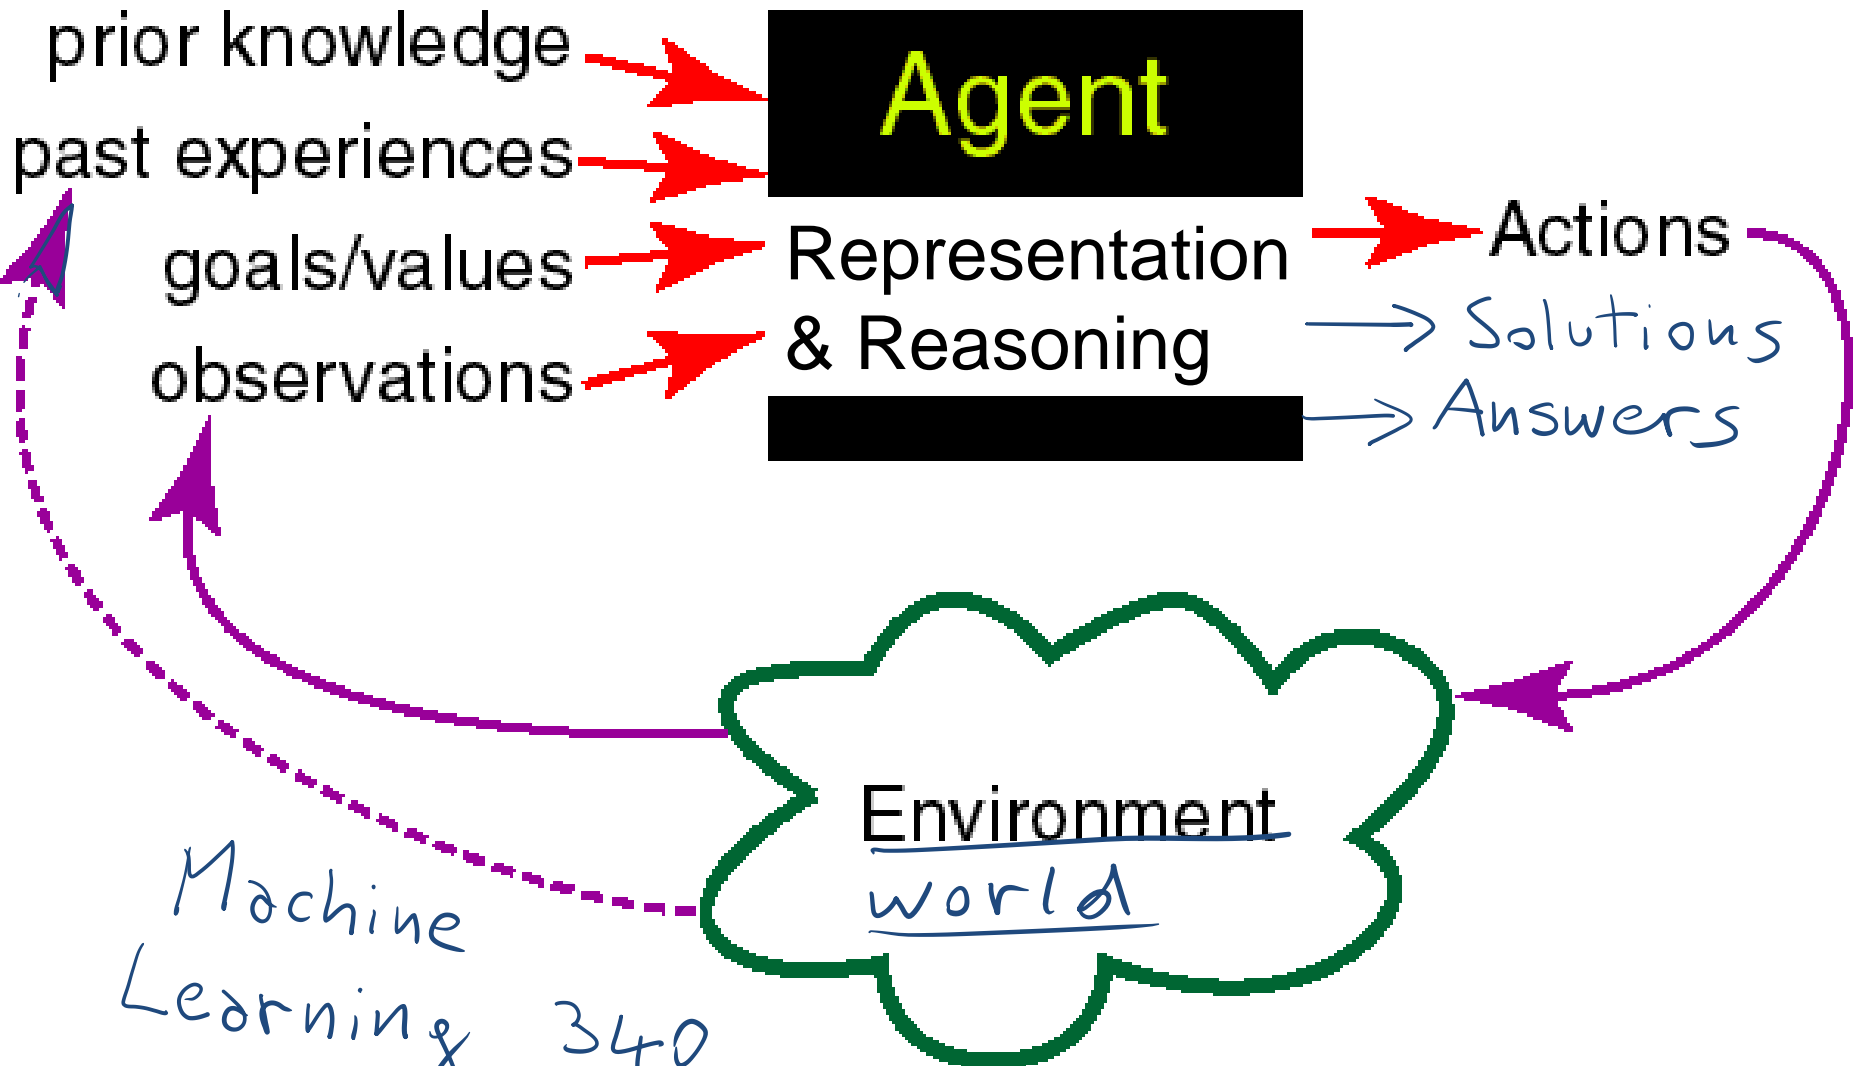 prior knowledge
past experiences
goals/values
observations
Agent
Representation
& Reasoning
Actions
Solutions
Answers
Environment
world
Machine
Learning 340